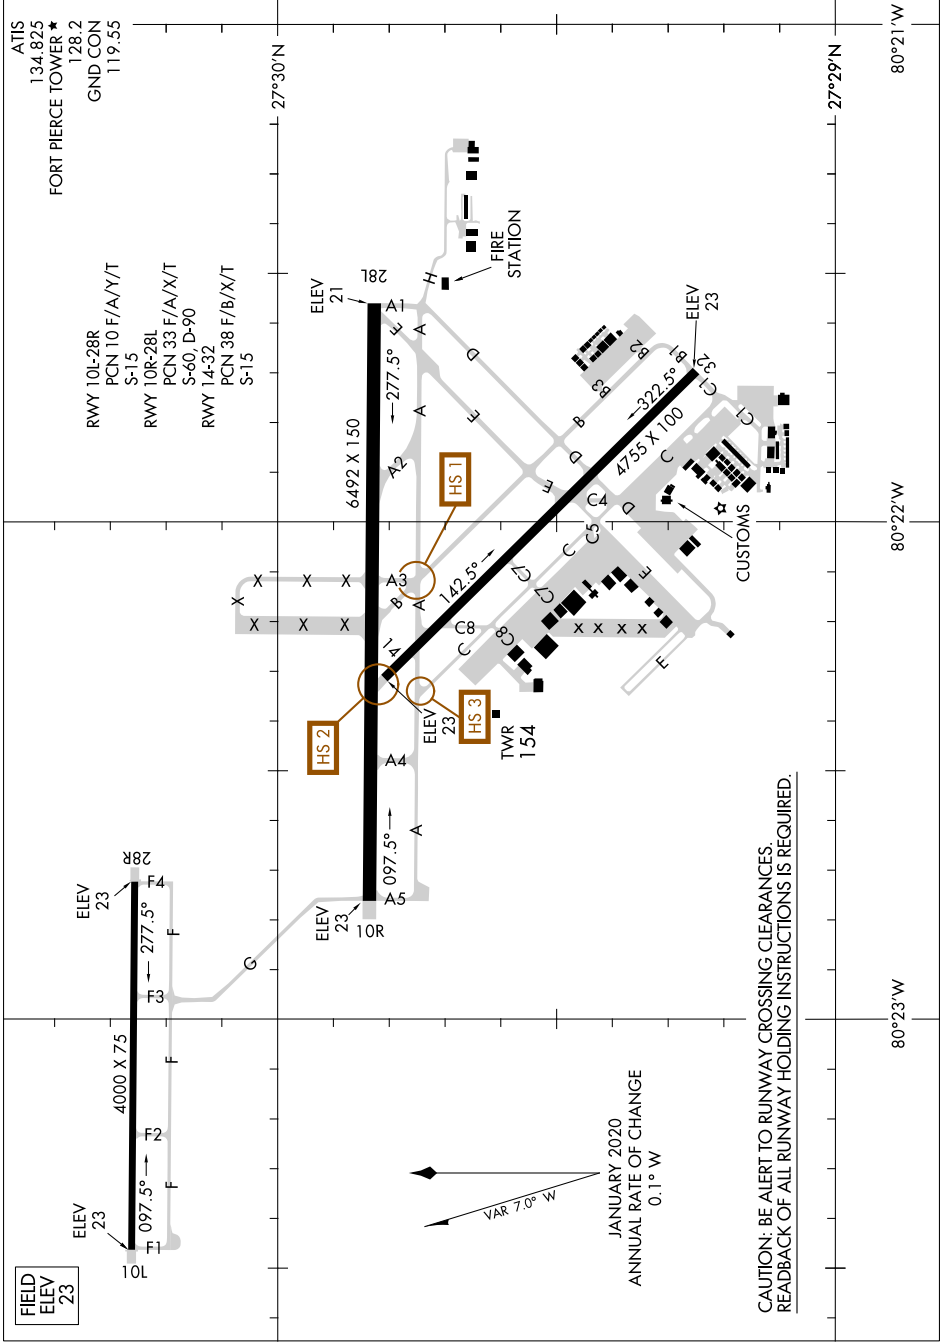 FIELD
ELEV
23
ATIS
134.825
FORT PIERCE TOWER ★
128.2
GND CON
119.55
RWY 10L-28R
PCN 10 F/A/Y/T
S-15
RWY 10R-28L
PCN 33 F/A/X/T
S-60, D-90
RWY 14-32
PCN 38 F/B/X/T
S-15
27°30'N
27°29'N
80°21'W
80°22'W
80°23'W
10L
ELEV
23
097.5°
4000 X 75
277.5°
ELEV
23
28R
F1
F2
F3
F4
F
F
F
G
10R
ELEV
23
097.5°
6492 X 150
277.5°
ELEV
21
28L
A5
A4
A3
A2
A1
A
A
A
A
B
E
H
FIRE
STATION
X
X
X
X
X
X
X
HS 1
HS 2
HS 3
14
ELEV
23
142.5°
4755 X 100
322.5°
ELEV
23
32
TWR
154
C
C8
C8
C7
C7
C
C5
C4
C
C1
C1
B1
B2
B3
B
D
D
D
E
E
E
E
X
X
X
X
CUSTOMS
VAR 7.0° W
JANUARY 2020
ANNUAL RATE OF CHANGE
0.1° W
CAUTION: BE ALERT TO RUNWAY CROSSING CLEARANCES.
READBACK OF ALL RUNWAY HOLDING INSTRUCTIONS IS REQUIRED.